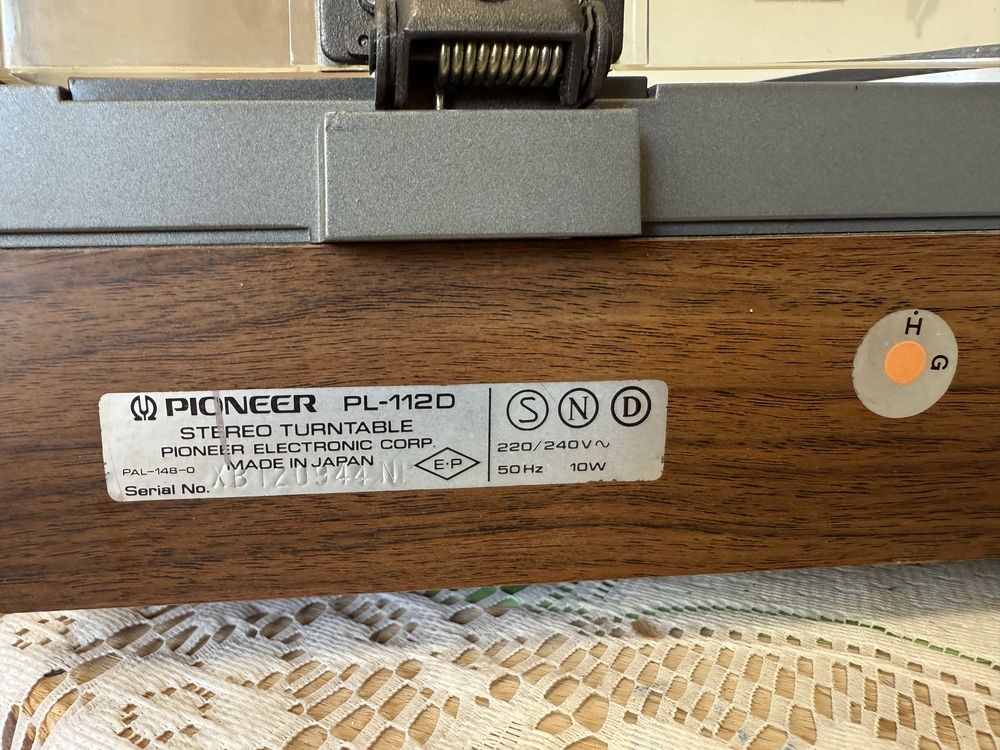 PIONEER PL-112D
STEREO TURNTABLE
PIONEER ELECTRONIC CORP.
PAL-148-0 MADE IN JAPAN
Serial No. XB120944NI
E·P
S N D
220/240V~
50Hz 10W
H
G